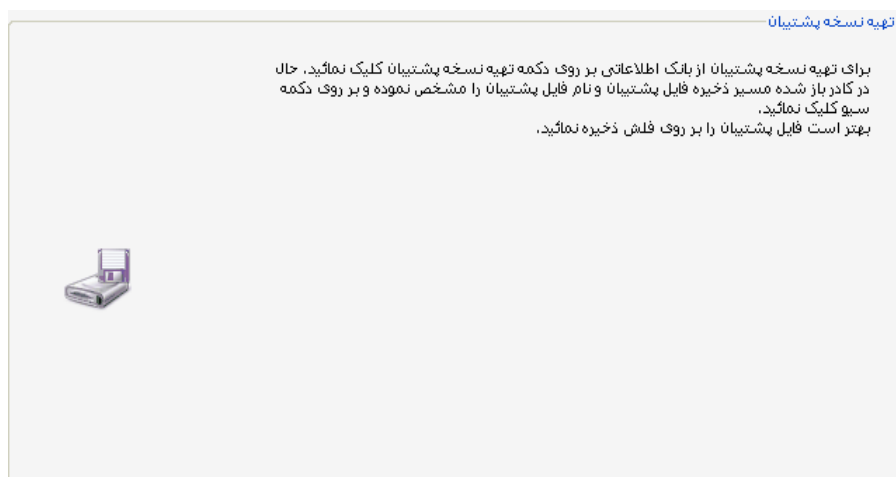 تهیه نسخه پشتیبان
برای تهیه نسخه پشتیبان از بانک اطلاعاتی بر روی دکمه تهیه نسخه پشتیبان کلیک نمائید، حال
در کادر باز شده مسیر ذخیره فایل پشتیبان و نام فایل پشتیبان را مشخص نموده و بر روی دکمه
سیو کلیک نمائید.
بهتر است فایل پشتیبان را بر روی فلش ذخیره نمائید.